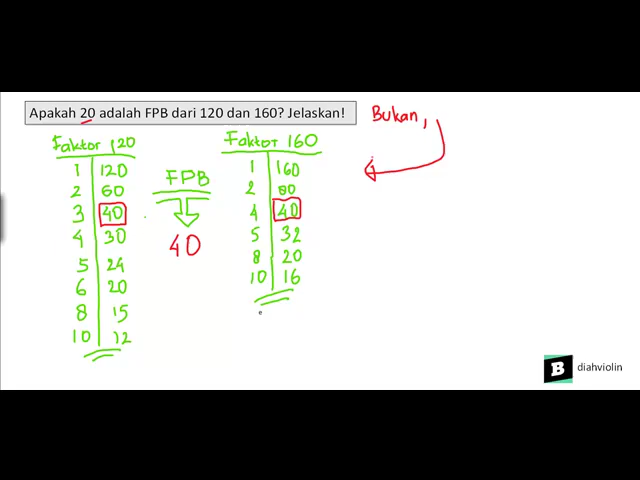 Apakah 20 adalah FPB dari 120 dan 160? Jelaskan!
Bukan,
Faktor 120
1 120
2 60
3 40
4 30
5 24
6 20
8 15
10 12
FPB
40
Faktor 160
1 160
2 80
4 40
5 32
8 20
10 16
B diahviolin